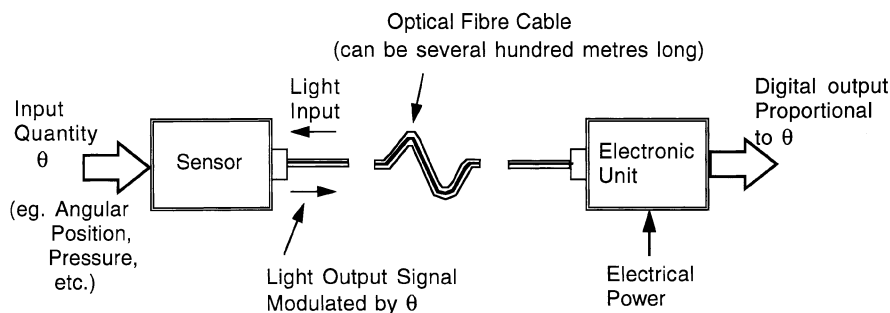 Optical Fibre Cable
(can be several hundred metres long)
Light
Input
Digital output
Proportional
to θ
Input
Quantity
θ
Sensor
Electronic
Unit
(eg. Angular
Position,
Pressure,
etc.)
Light Output Signal
Modulated by θ
Electrical
Power